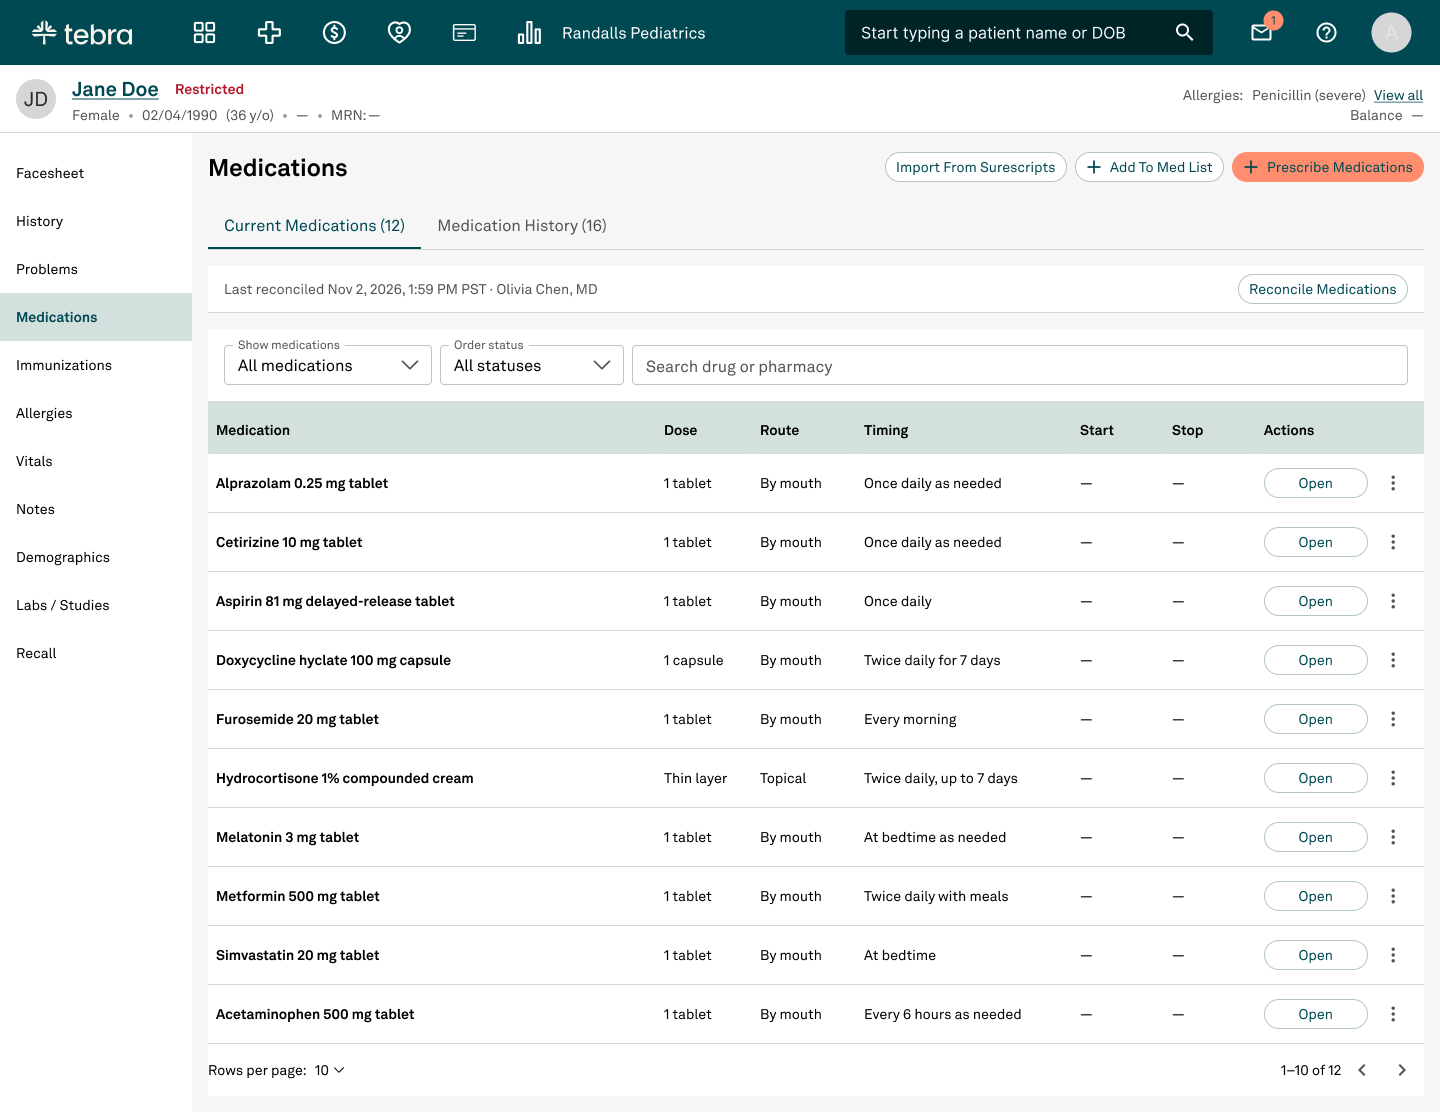 tebra
Randalls Pediatrics
Start typing a patient name or DOB
1
A
JD
Jane Doe Restricted
Female • 02/04/1990 (36 y/o) • — • MRN: —
Allergies: Penicillin (severe) View all
Balance —
Facesheet
History
Problems
Medications
Immunizations
Allergies
Vitals
Notes
Demographics
Labs / Studies
Recall
Medications
Import From Surescripts
Add To Med List
Prescribe Medications
Current Medications (12)
Medication History (16)
Last reconciled Nov 2, 2026, 1:59 PM PST · Olivia Chen, MD
Reconcile Medications
Show medications
All medications
Order status
All statuses
Search drug or pharmacy
Medication Dose Route Timing Start Stop Actions
Alprazolam 0.25 mg tablet 1 tablet By mouth Once daily as needed — — Open
Cetirizine 10 mg tablet 1 tablet By mouth Once daily as needed — — Open
Aspirin 81 mg delayed-release tablet 1 tablet By mouth Once daily — — Open
Doxycycline hyclate 100 mg capsule 1 capsule By mouth Twice daily for 7 days — — Open
Furosemide 20 mg tablet 1 tablet By mouth Every morning — — Open
Hydrocortisone 1% compounded cream Thin layer Topical Twice daily, up to 7 days — — Open
Melatonin 3 mg tablet 1 tablet By mouth At bedtime as needed — — Open
Metformin 500 mg tablet 1 tablet By mouth Twice daily with meals — — Open
Simvastatin 20 mg tablet 1 tablet By mouth At bedtime — — Open
Acetaminophen 500 mg tablet 1 tablet By mouth Every 6 hours as needed — — Open
Rows per page: 10
1–10 of 12